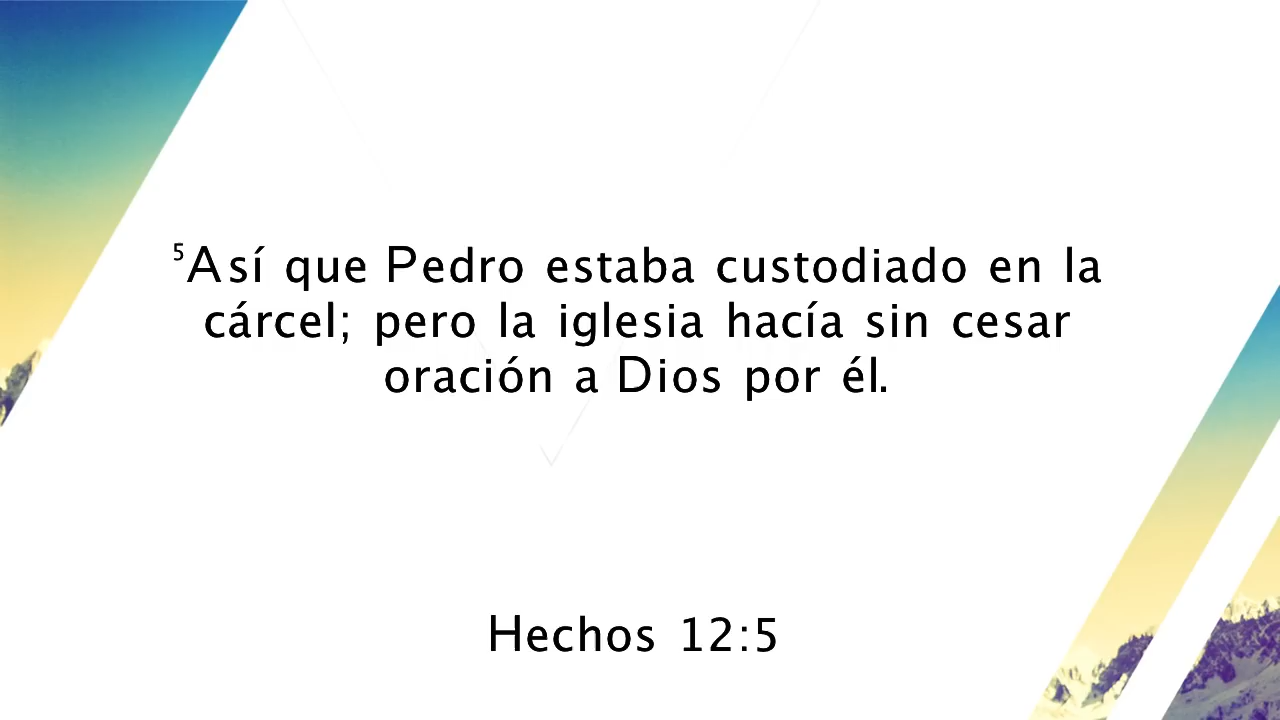 ⁵Así que Pedro estaba custodiado en la
cárcel; pero la iglesia hacía sin cesar
oración a Dios por él.
Hechos 12:5